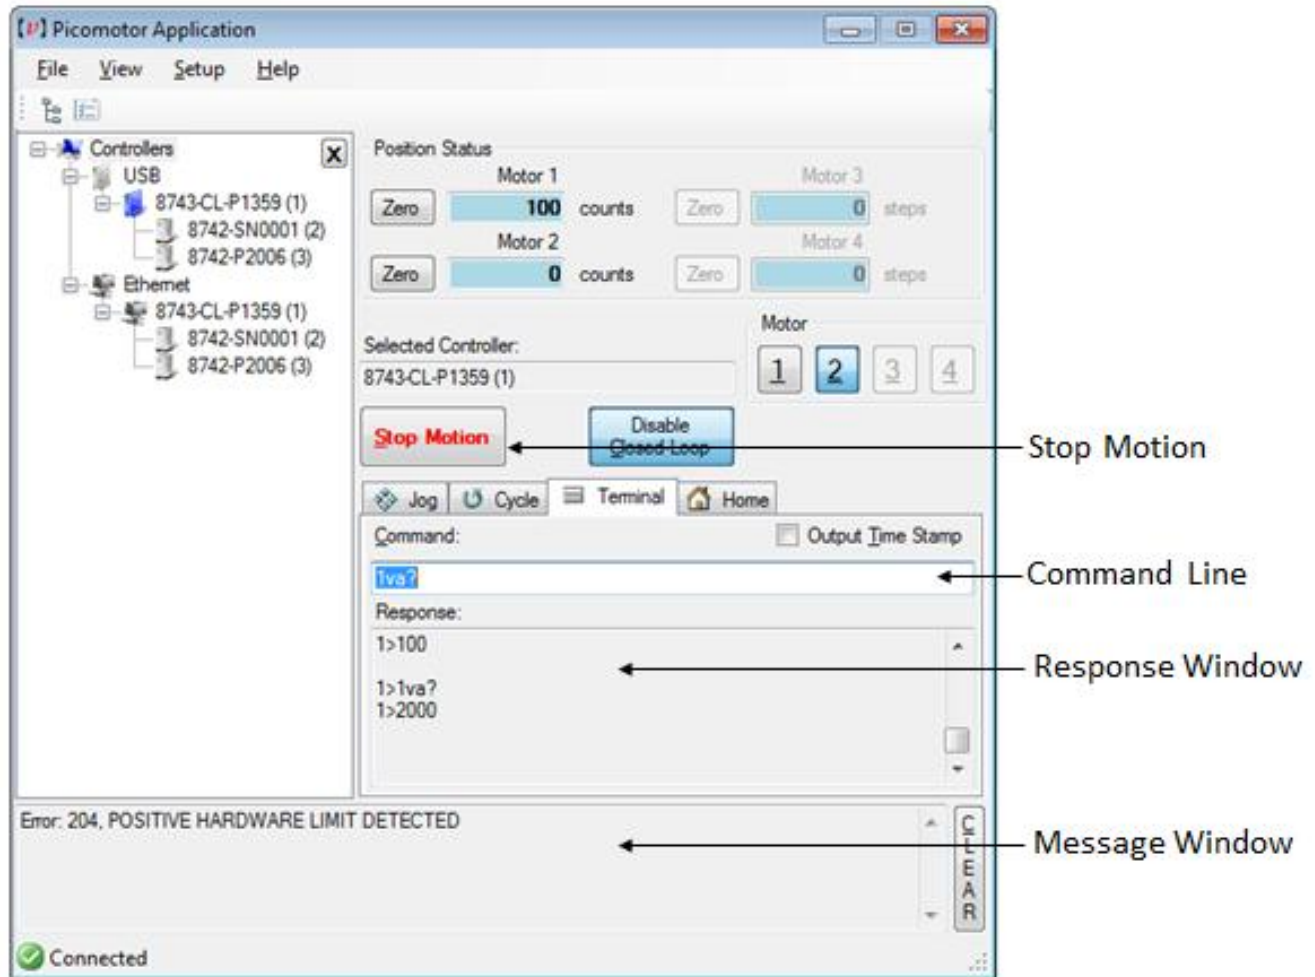 Picomotor Application
File View Setup Help
Controllers
USB
8743-CL-P1359 (1)
8742-SN0001 (2)
8742-P2006 (3)
Ethernet
8743-CL-P1359 (1)
8742-SN0001 (2)
8742-P2006 (3)
X
Position Status
Motor 1
Zero 100 counts
Motor 3
Zero 0 steps
Motor 2
Zero 0 counts
Motor 4
Zero 0 steps
Selected Controller:
8743-CL-P1359 (1)
Motor
1 2 3 4
Stop Motion
Disable
Closed-Loop
Stop Motion
Jog Cycle Terminal Home
Command: Output Time Stamp
1va?
Command Line
Response:
1>100
1>1va?
1>2000
Response Window
Error: 204, POSITIVE HARDWARE LIMIT DETECTED
CLEAR
Message Window
Connected